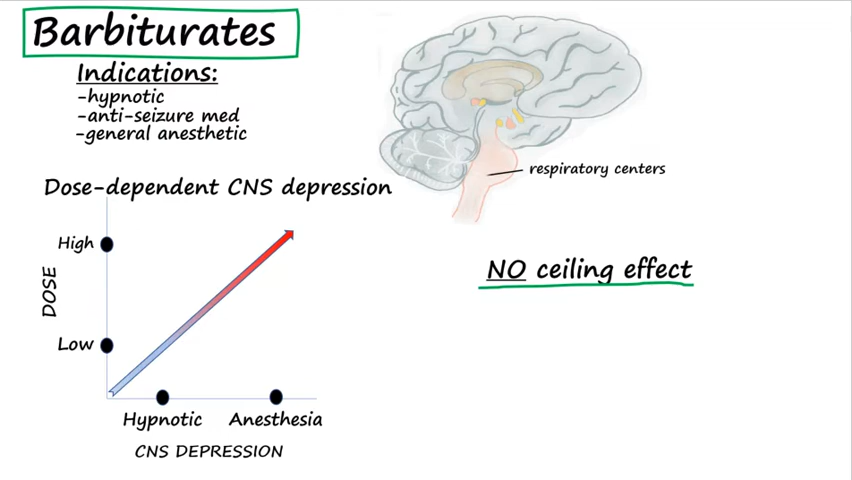 Barbiturates
Indications:
-hypnotic
-anti-seizure med
-general anesthetic
respiratory centers
Dose-dependent CNS depression
High
DOSE
Low
Hypnotic Anesthesia
CNS DEPRESSION
NO ceiling effect